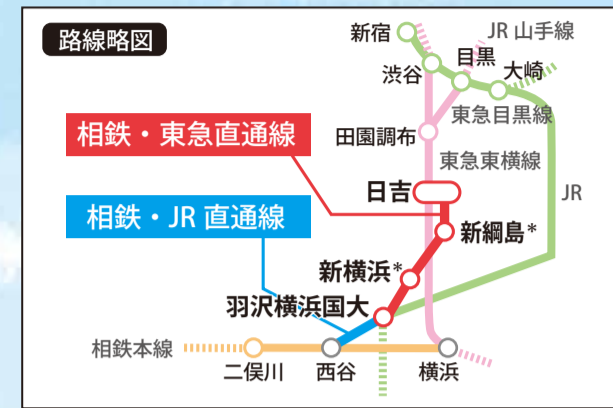 路線略図
新宿
JR 山手線
渋谷
目黒
大崎
相鉄・東急直通線
田園調布
東急目黒線
東急東横線
日吉
JR
相鉄・JR 直通線
新綱島*
新横浜*
羽沢横浜国大
相鉄本線
二俣川
西谷
横浜